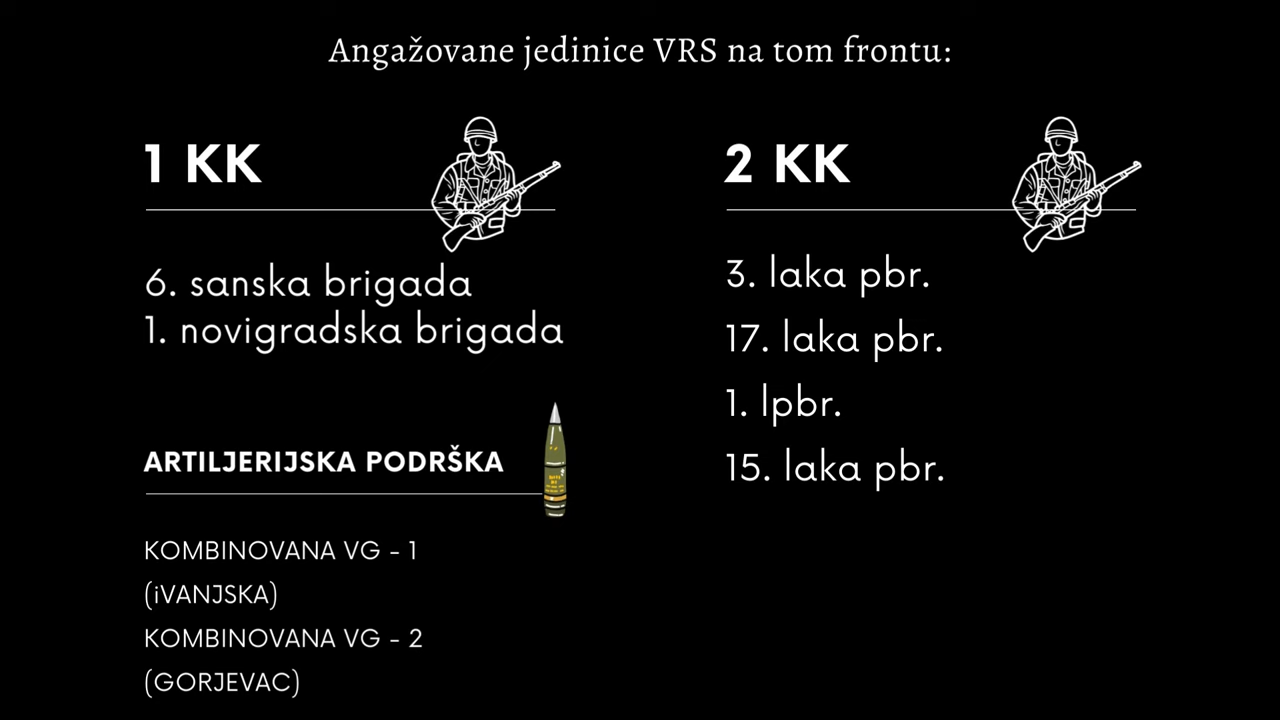 Angažovane jedinice VRS na tom frontu:
1 KK
6. sanska brigada
1. novigradska brigada
ARTILJERIJSKA PODRŠKA
KOMBINOVANA VG - 1
(iVANJSKA)
KOMBINOVANA VG - 2
(GORJEVAC)
2 KK
3. laka pbr.
17. laka pbr.
1. lpbr.
15. laka pbr.